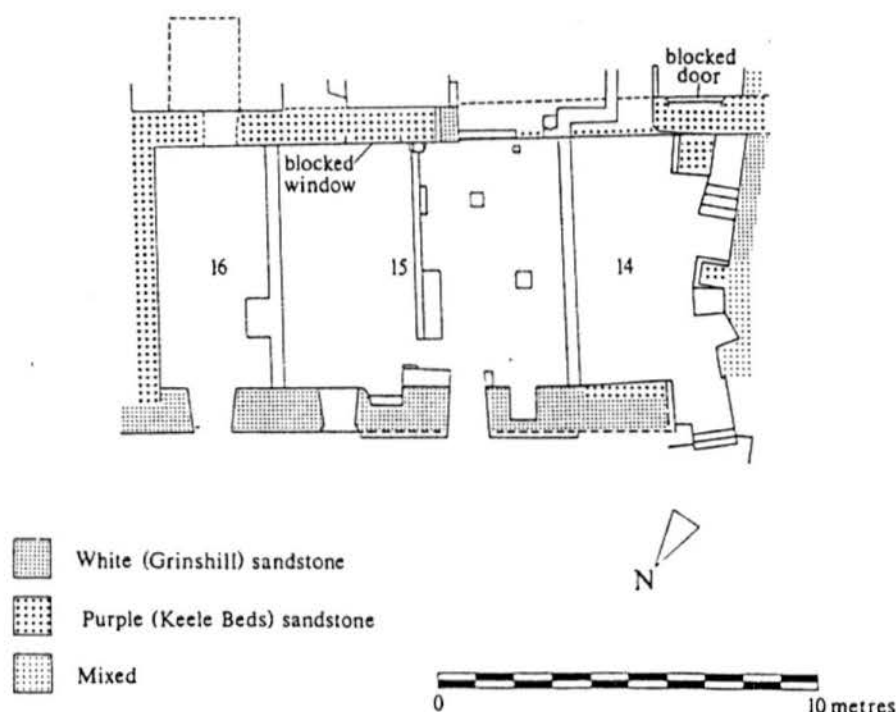 blocked
door
blocked
window
16
15
14
N
White (Grinshill) sandstone
Purple (Keele Beds) sandstone
Mixed
0
10 metres